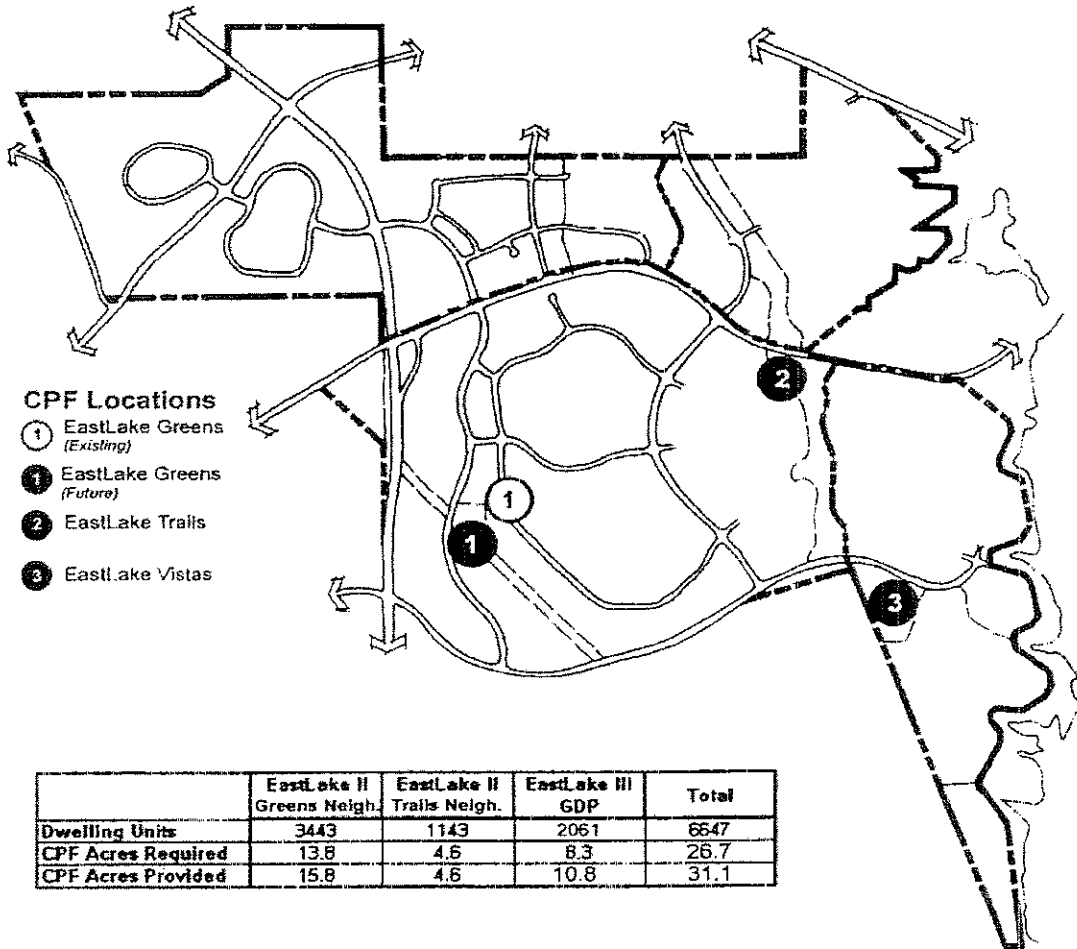 2
CPF Locations
1 EastLake Greens
(Existing)
1 EastLake Greens
(Future)
2 EastLake Trails
3 EastLake Vistas
1
1
3
EastLake II EastLake II EastLake III Total
Greens Neigh. Trails Neigh. GDP
Dwelling Units 3443 1143 2061 6647
CPF Acres Required 13.8 4.6 8.3 26.7
CPF Acres Provided 15.8 4.6 10.8 31.1